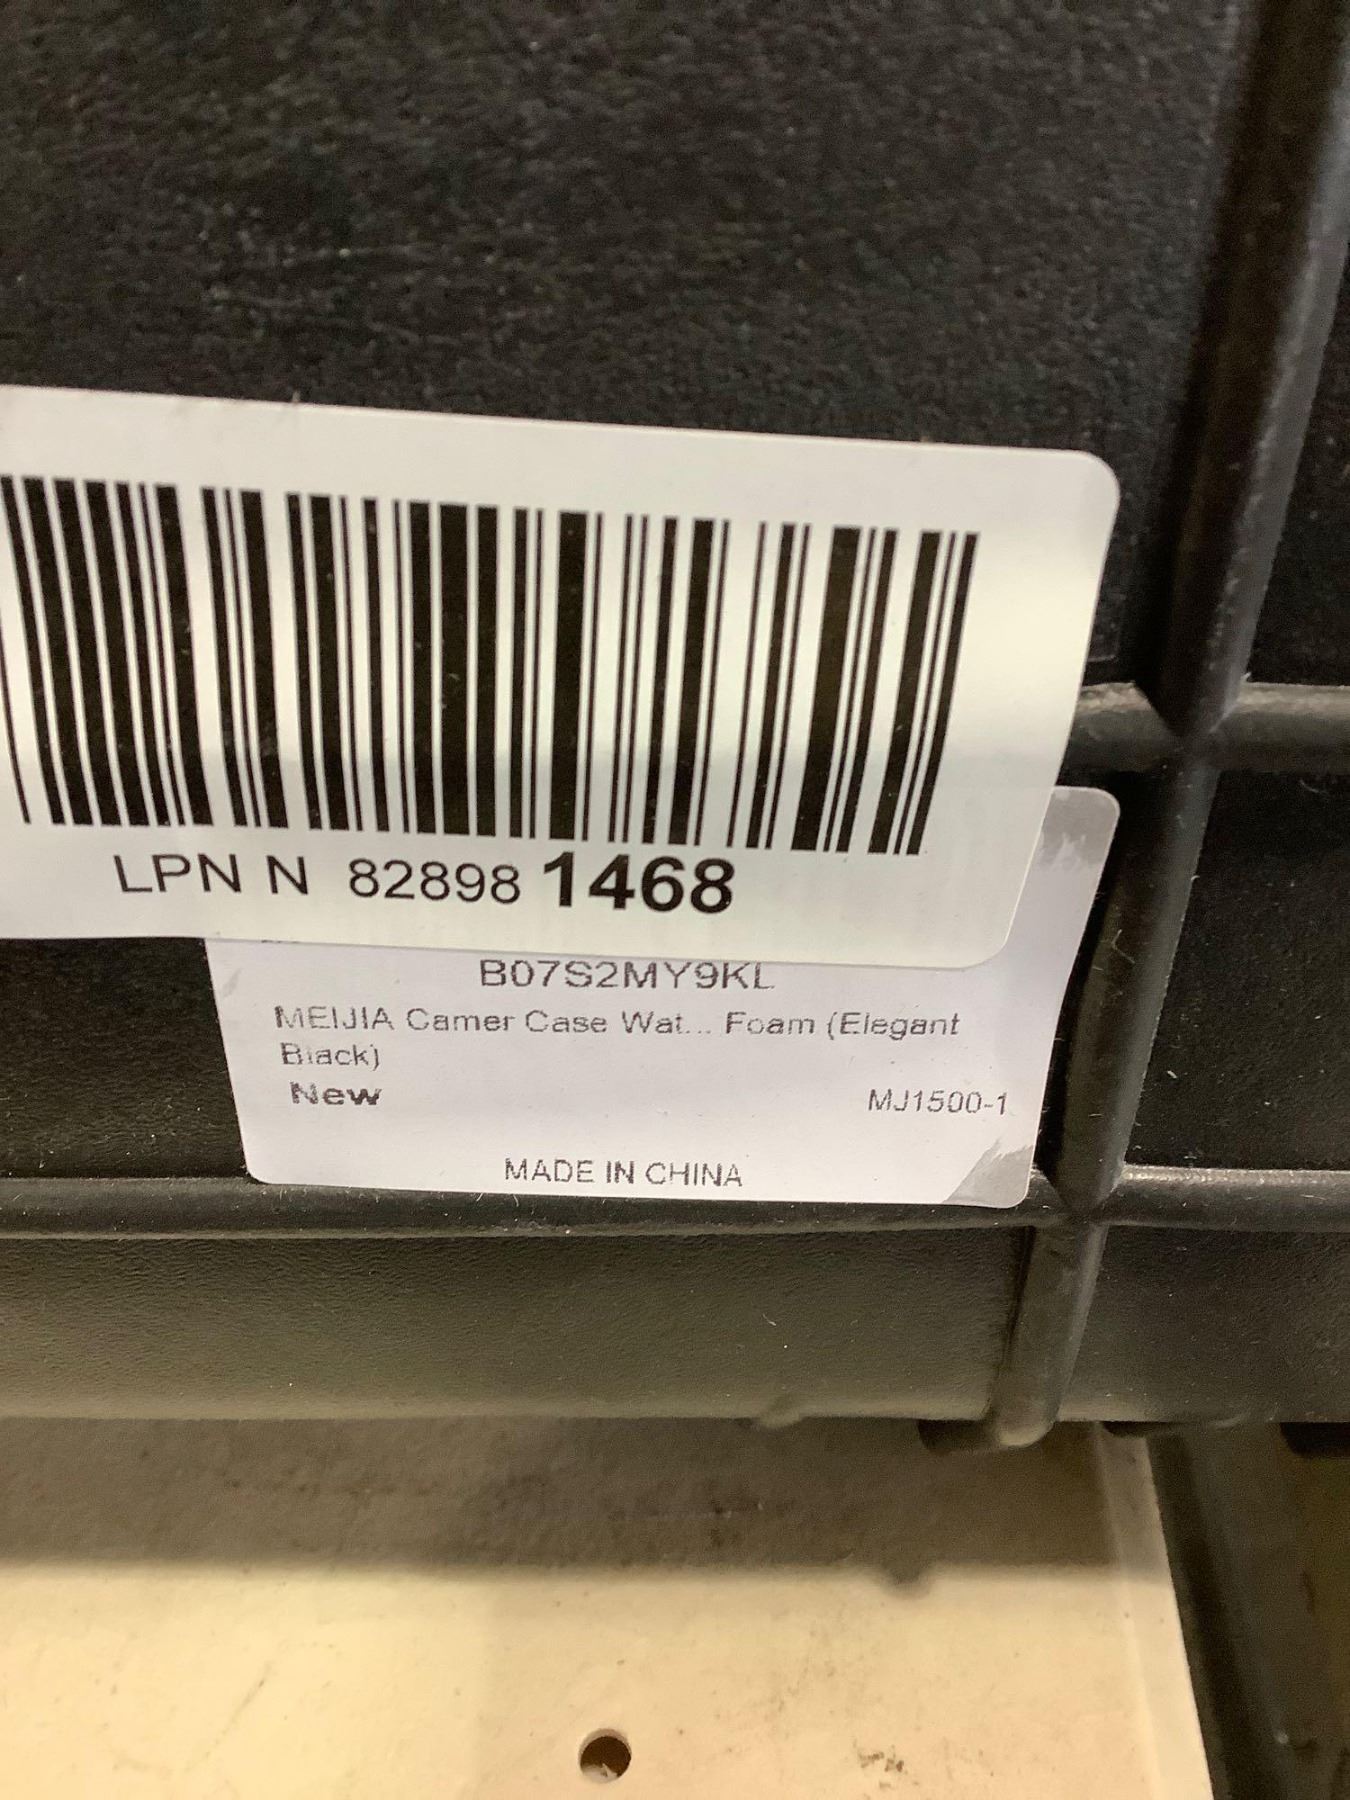 LPN N 82898 1468
B07S2MY9KL
MEIJIA Camer Case Wat... Foam (Elegant
Black)
New
MJ1500-1
MADE IN CHINA